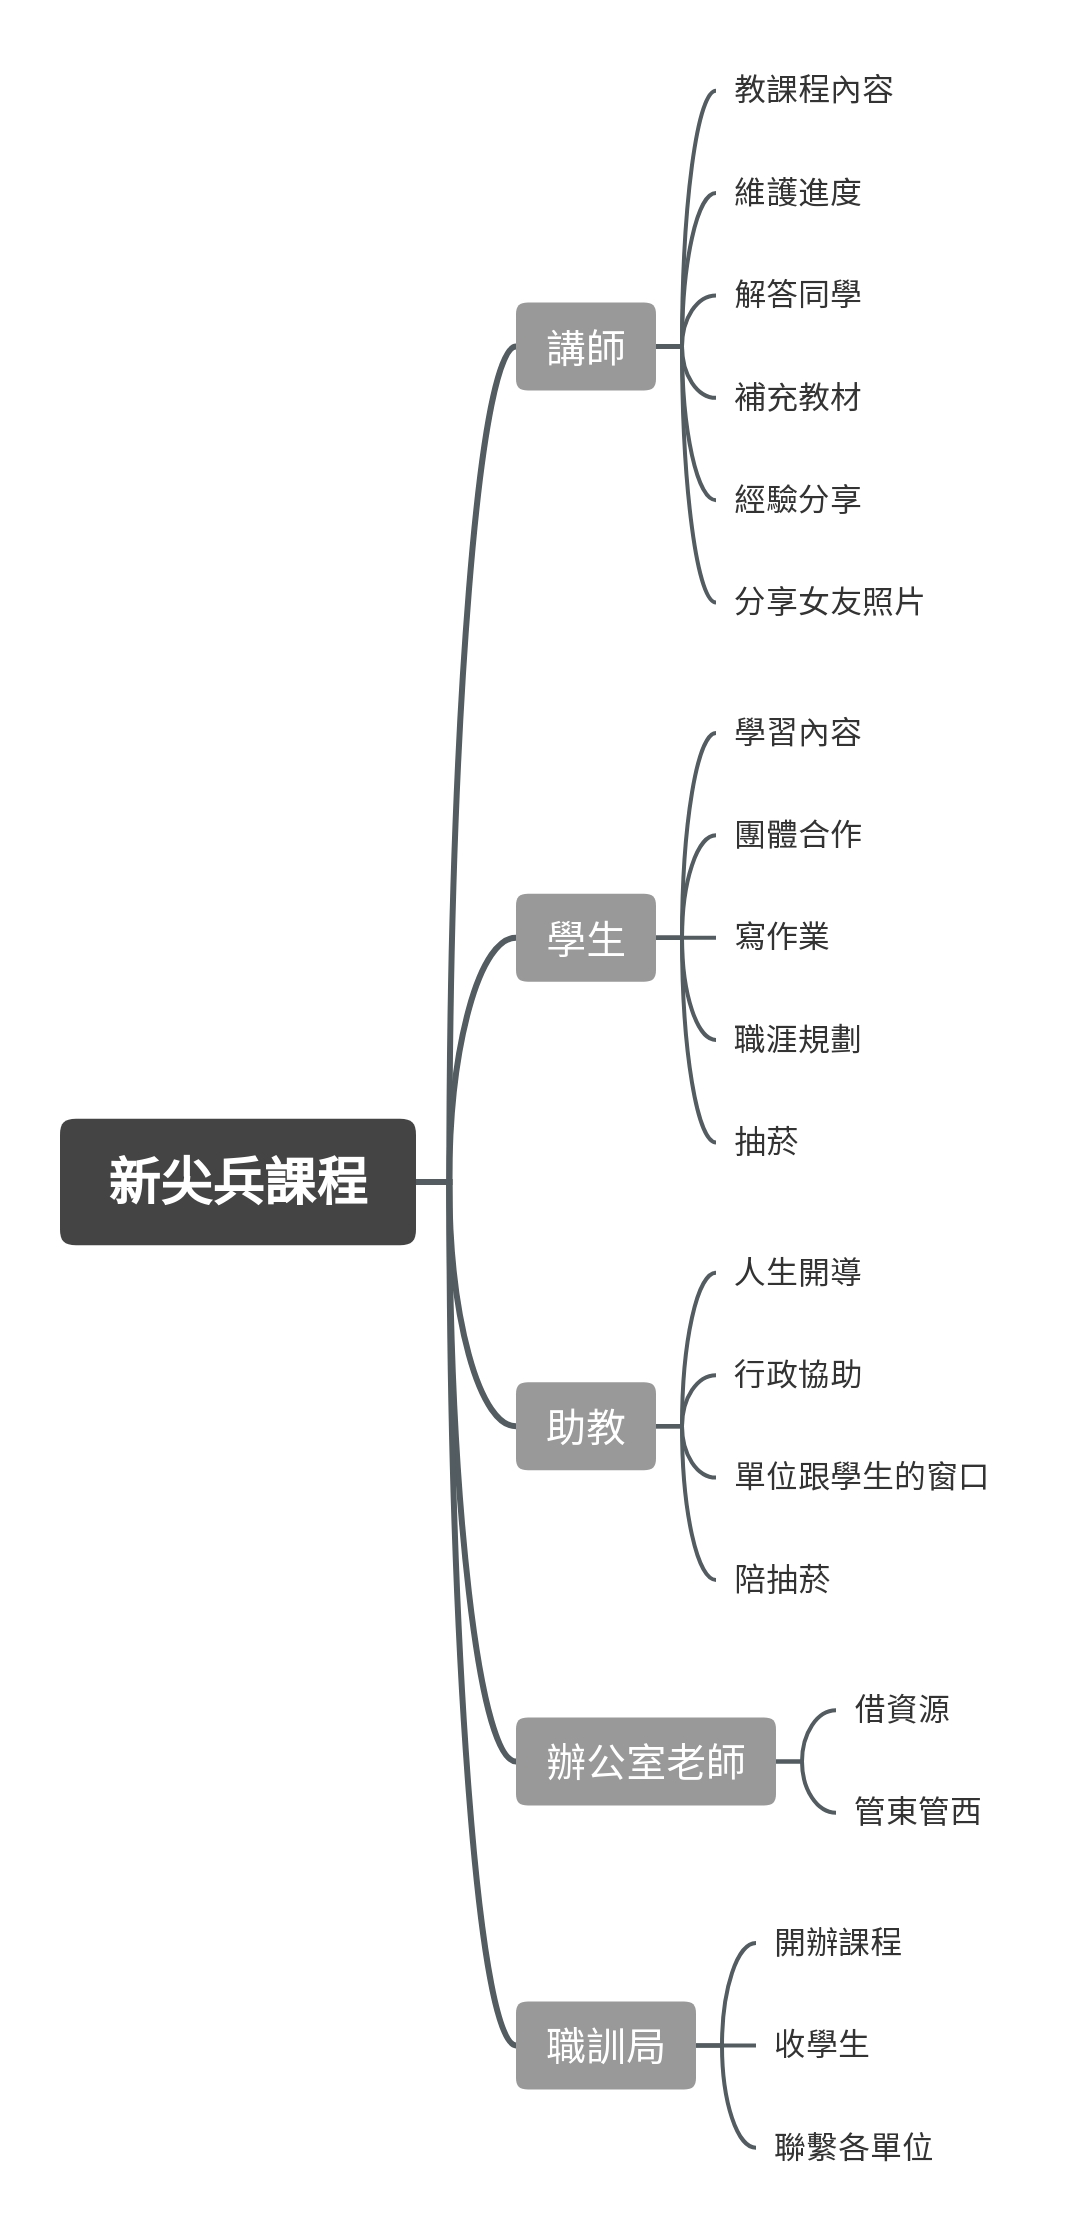 新尖兵課程
講師
教課程內容
維護進度
解答同學
補充教材
經驗分享
分享女友照片
學生
學習內容
團體合作
寫作業
職涯規劃
抽菸
助教
人生開導
行政協助
單位跟學生的窗口
陪抽菸
辦公室老師
借資源
管東管西
職訓局
開辦課程
收學生
聯繫各單位